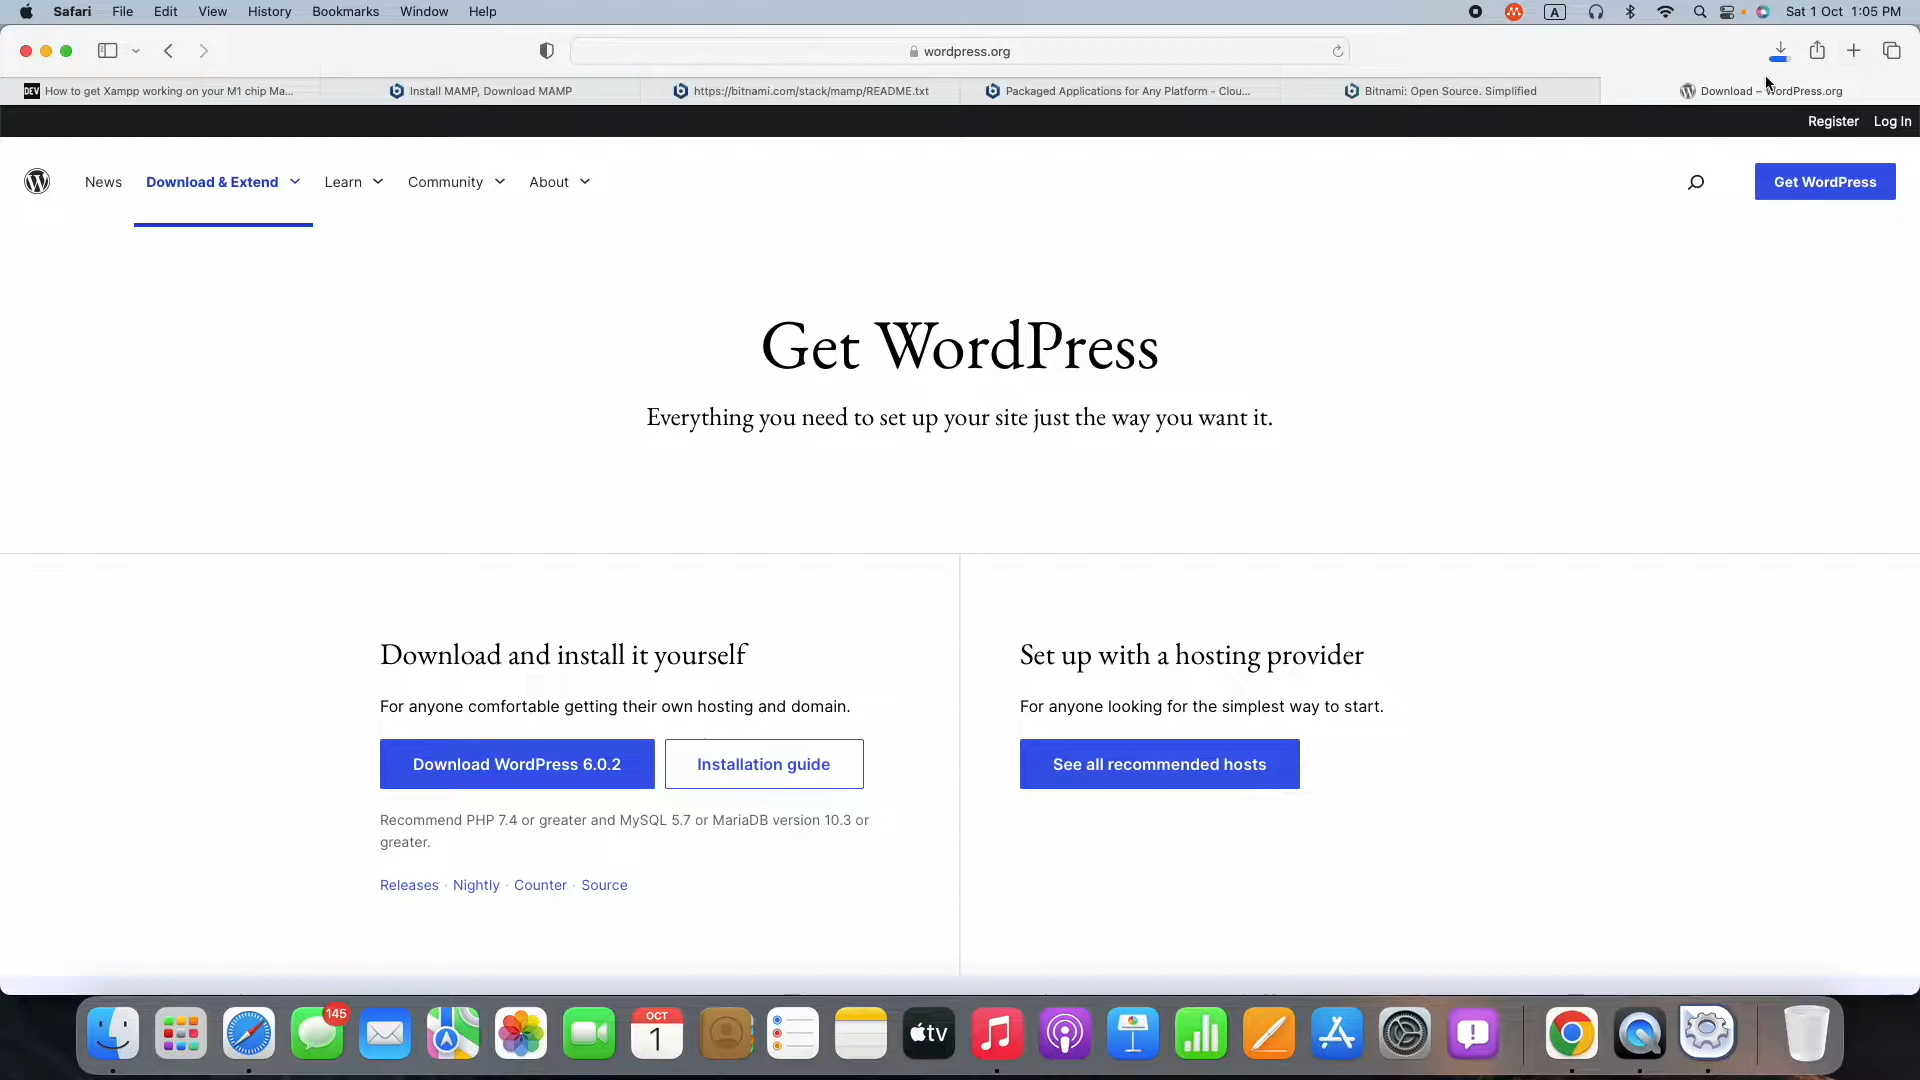 Safari File Edit View History Bookmarks Window Help
A
Sat 1 Oct 1:05 PM
wordpress.org
DEV How to get Xampp working on your M1 chip Ma...
Install MAMP, Download MAMP
https://bitnami.com/stack/mamp/README.txt
Packaged Applications for Any Platform - Clou...
Bitnami: Open Source. Simplified
Download – WordPress.org
Register Log In
News Download & Extend Learn Community About
Get WordPress
Get WordPress
Everything you need to set up your site just the way you want it.
Download and install it yourself
For anyone comfortable getting their own hosting and domain.
Download WordPress 6.0.2 Installation guide
Recommend PHP 7.4 or greater and MySQL 5.7 or MariaDB version 10.3 or
greater.
Releases · Nightly · Counter · Source
Set up with a hosting provider
For anyone looking for the simplest way to start.
See all recommended hosts
145
OCT
1
tv